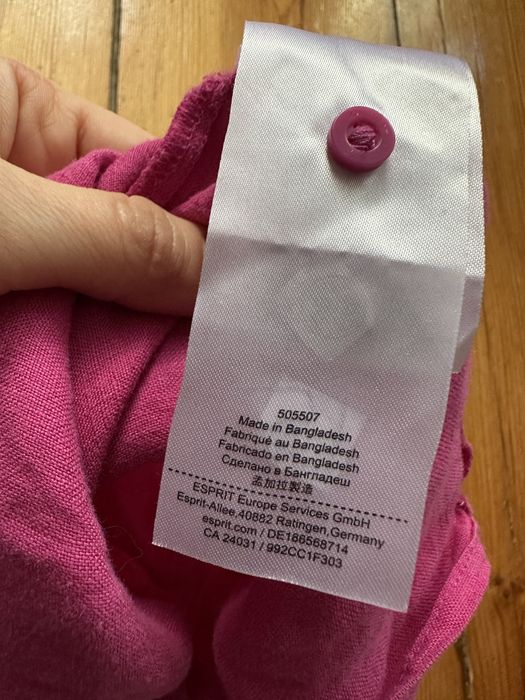 505507
Made in Bangladesh
Fabriqué au Bangladesh
Fabricado en Bangladesh
Сделано в Бангладеш
孟加拉製造
ESPRIT Europe Services GmbH
Esprit-Allee,40882 Ratingen,Germany
esprit.com / DE186568714
CA 24031 / 992CC1F303